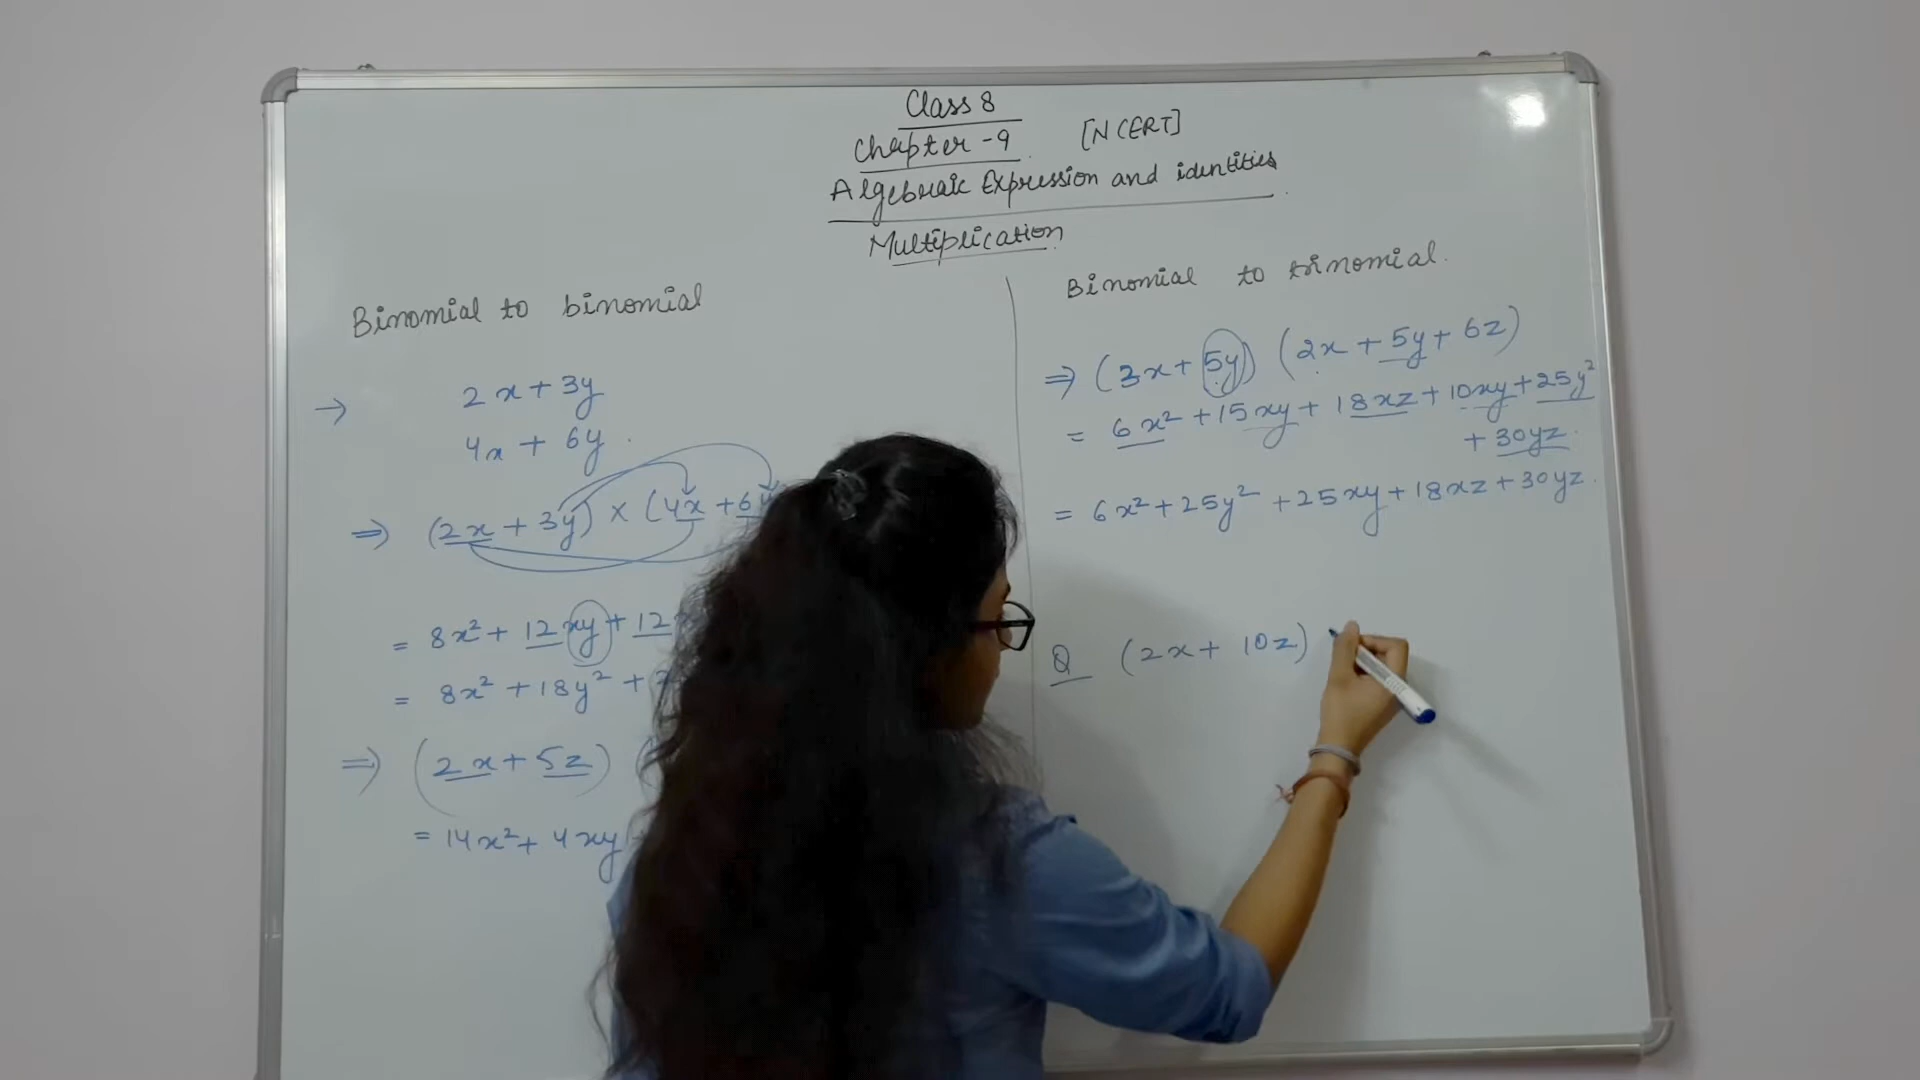 Class 8
Chapter -9 [NCERT]
Algebraic Expression and identities
Multiplication
Binomial to binomial
→ 2x + 3y
4x + 6y
⇒ (2x + 3y) × (4x + 6y
= 8x² + 12xy + 12
= 8x² + 18y² +
⇒ (2x + 5z) (
= 14x² + 4xy
Binomial to trinomial.
⇒ (3x + 5y) (2x + 5y + 6z)
= 6x² + 15xy + 18xz + 10xy + 25y²
+ 30yz
= 6x² + 25y² + 25xy + 18xz + 30yz.
Q (2x + 10z)